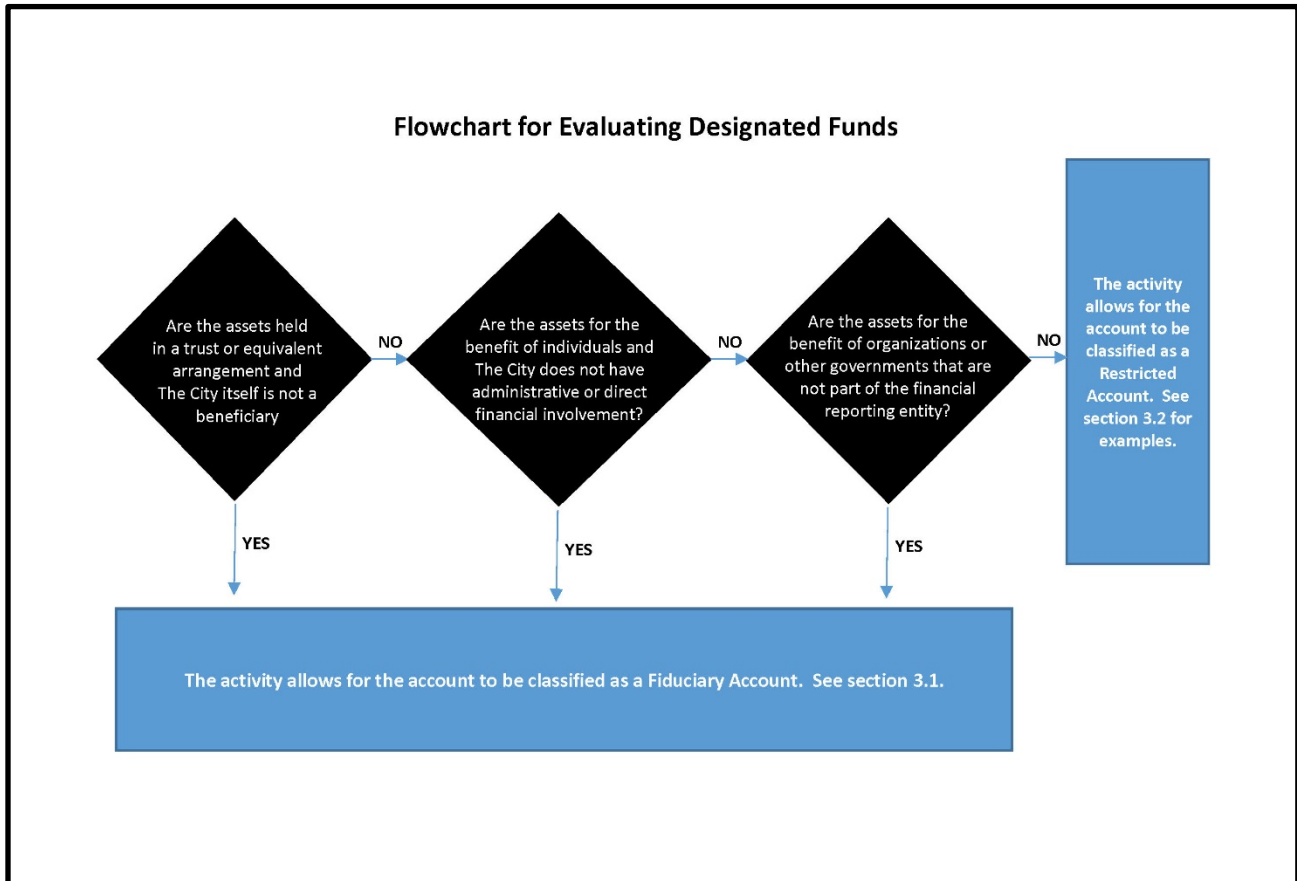 Flowchart for Evaluating Designated Funds
Are the assets held
in a trust or equivalent
arrangement and
The City itself is not a
beneficiary
NO
Are the assets for the
benefit of individuals and
The City does not have
administrative or direct
financial involvement?
NO
Are the assets for the
benefit of organizations or
other governments that are
not part of the financial
reporting entity?
NO
The activity
allows for the
account to be
classified as a
Restricted
Account.  See
section 3.2 for
examples.
YES
YES
YES
The activity allows for the account to be classified as a Fiduciary Account.  See section 3.1.